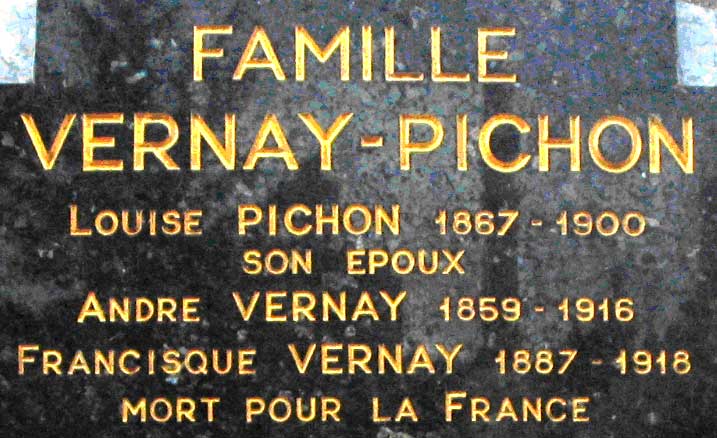 FAMILLE
VERNAY-PICHON
LOUISE PICHON 1867 - 1900
SON EPOUX
ANDRE VERNAY 1859 - 1916
FRANCISQUE VERNAY 1887 - 1918
MORT POUR LA FRANCE